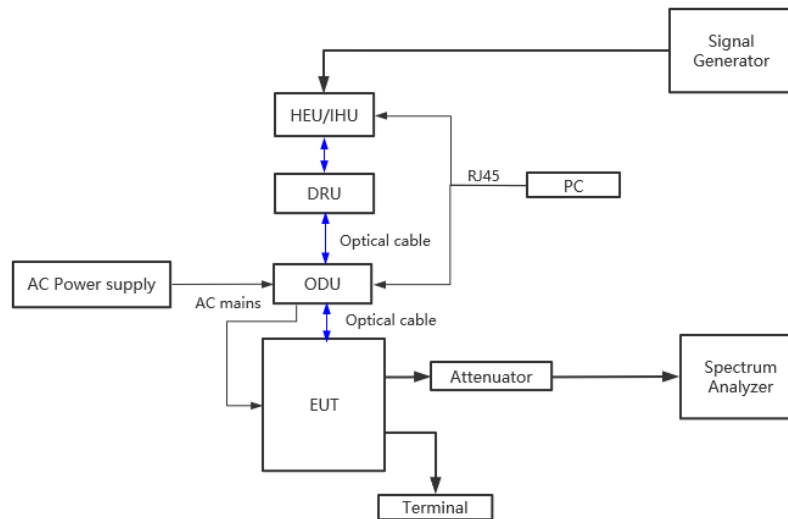 Signal
Generator
HEU/IHU
RJ45
PC
DRU
Optical cable
AC Power supply
ODU
AC mains
Optical cable
EUT
Attenuator
Spectrum
Analyzer
Terminal